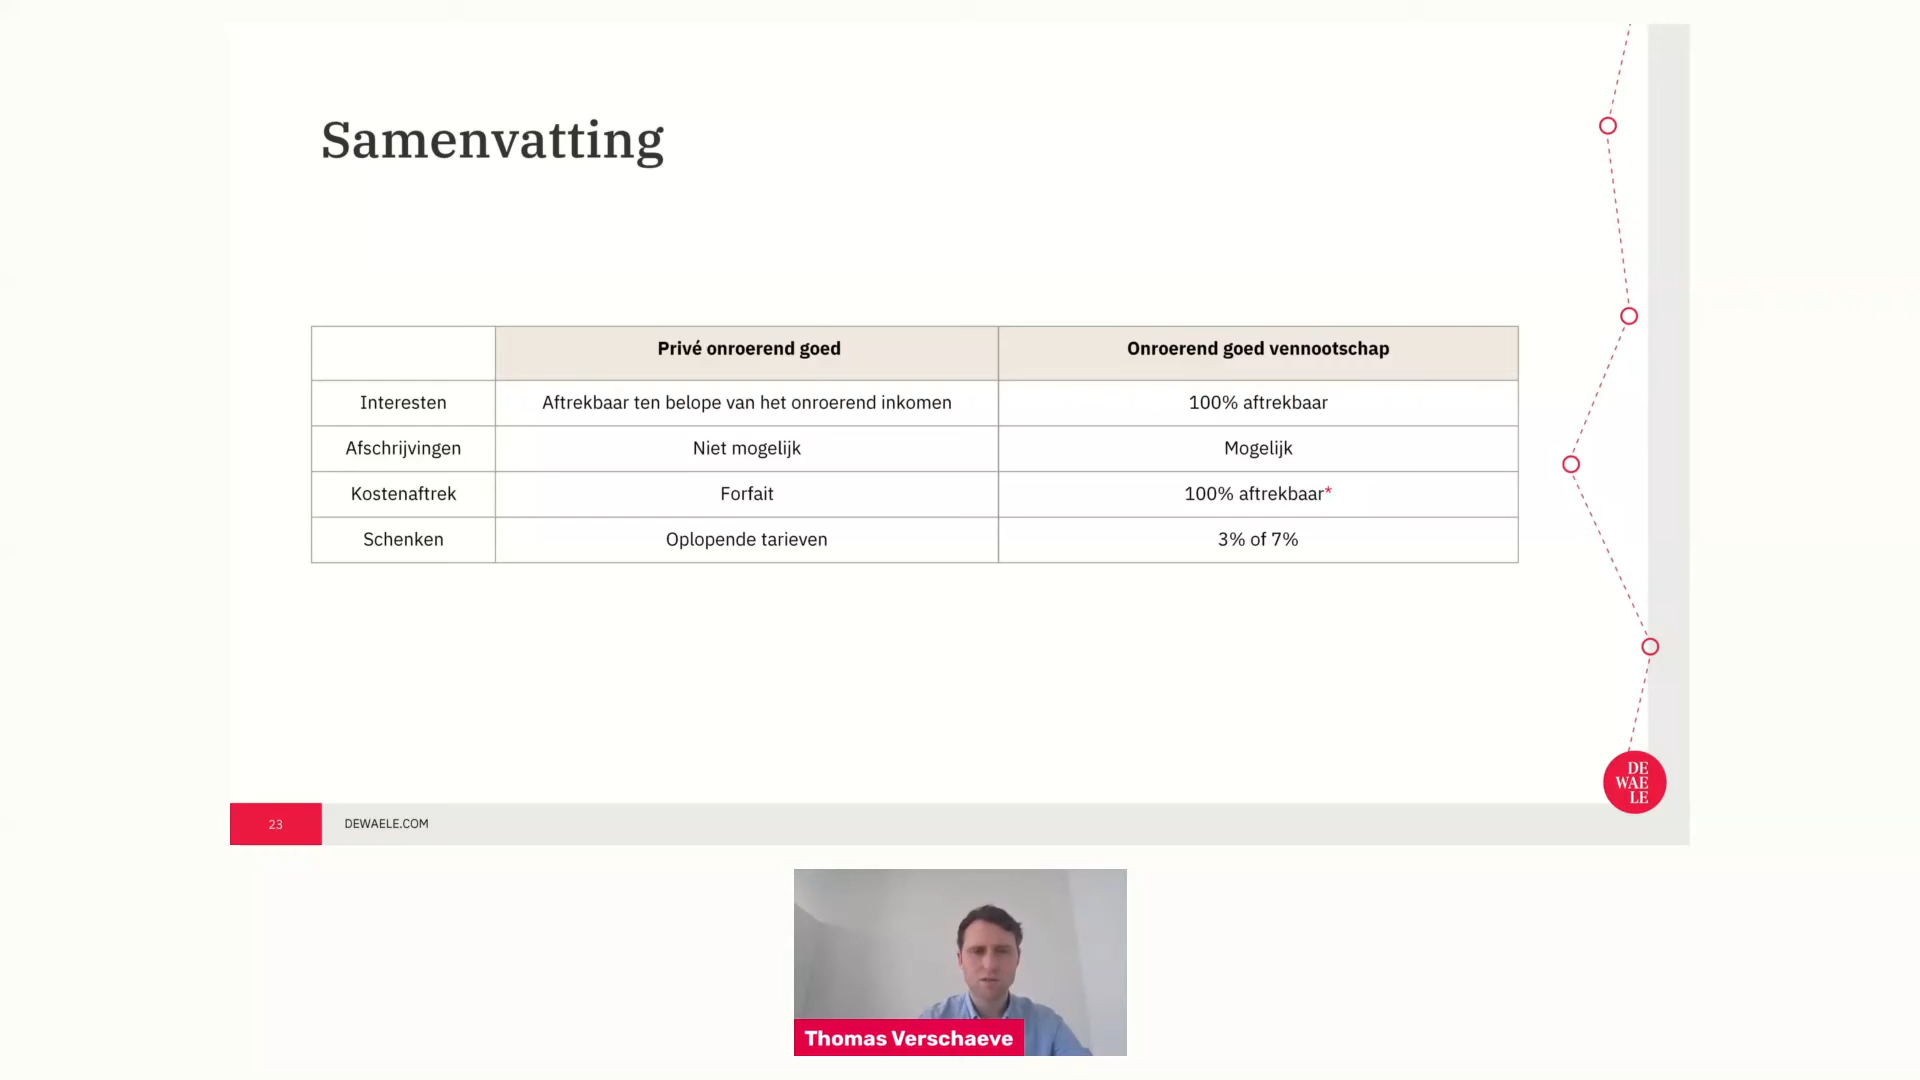 Samenvatting
Privé onroerend goed
Onroerend goed vennootschap
Interesten
Aftrekbaar ten belope van het onroerend inkomen
100% aftrekbaar
Afschrijvingen
Niet mogelijk
Mogelijk
Kostenaftrek
Forfait
100% aftrekbaar*
Schenken
Oplopende tarieven
3% of 7%
DE
WAE
LE
23
DEWAELE.COM
Thomas Verschaeve